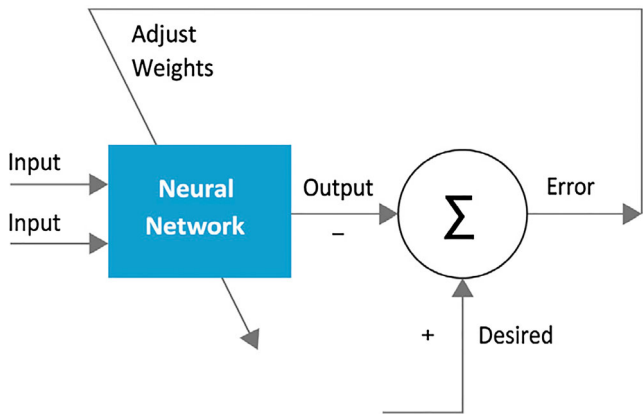 Adjust
Weights
Input
Input
Neural
Network
Output
−
Σ
Error
+
Desired